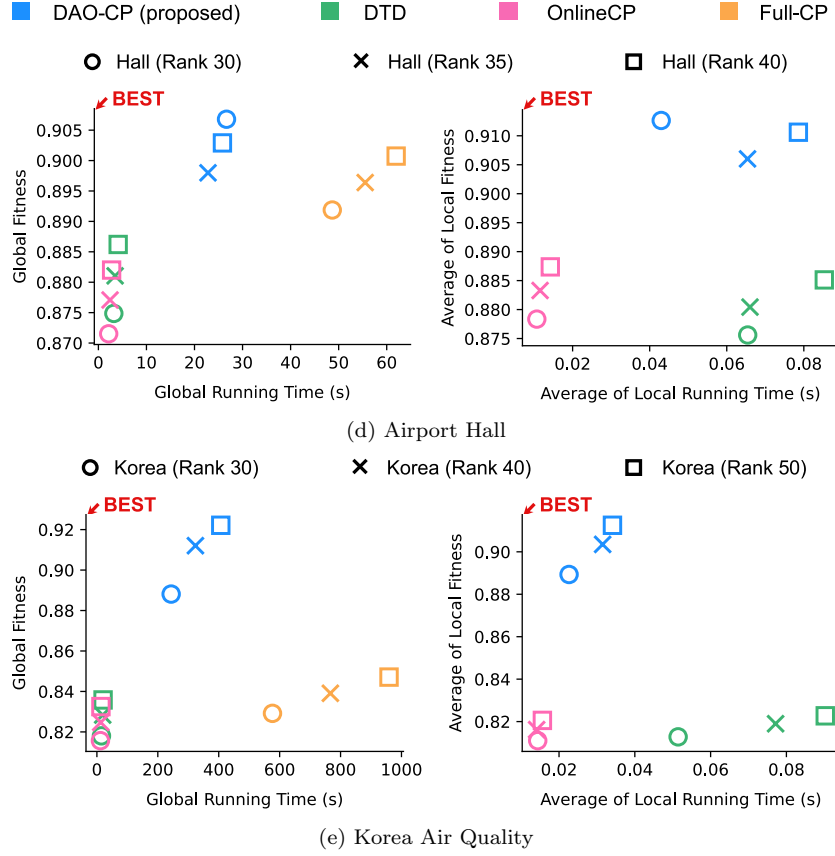 DAO-CP (proposed) DTD OnlineCP Full-CP
Hall (Rank 30) Hall (Rank 35) Hall (Rank 40)
BEST BEST
0.905
0.900
0.895
0.890
0.885
0.880
0.875
0.870
Global Fitness
0 10 20 30 40 50 60
Global Running Time (s)
0.910
0.905
0.900
0.895
0.890
0.885
0.880
0.875
Average of Local Fitness
0.02 0.04 0.06 0.08
Average of Local Running Time (s)
(d) Airport Hall
Korea (Rank 30) Korea (Rank 40) Korea (Rank 50)
BEST BEST
0.92
0.90
0.88
0.86
0.84
0.82
Global Fitness
0 200 400 600 800 1000
Global Running Time (s)
0.90
0.88
0.86
0.84
0.82
Average of Local Fitness
0.02 0.04 0.06 0.08
Average of Local Running Time (s)
(e) Korea Air Quality